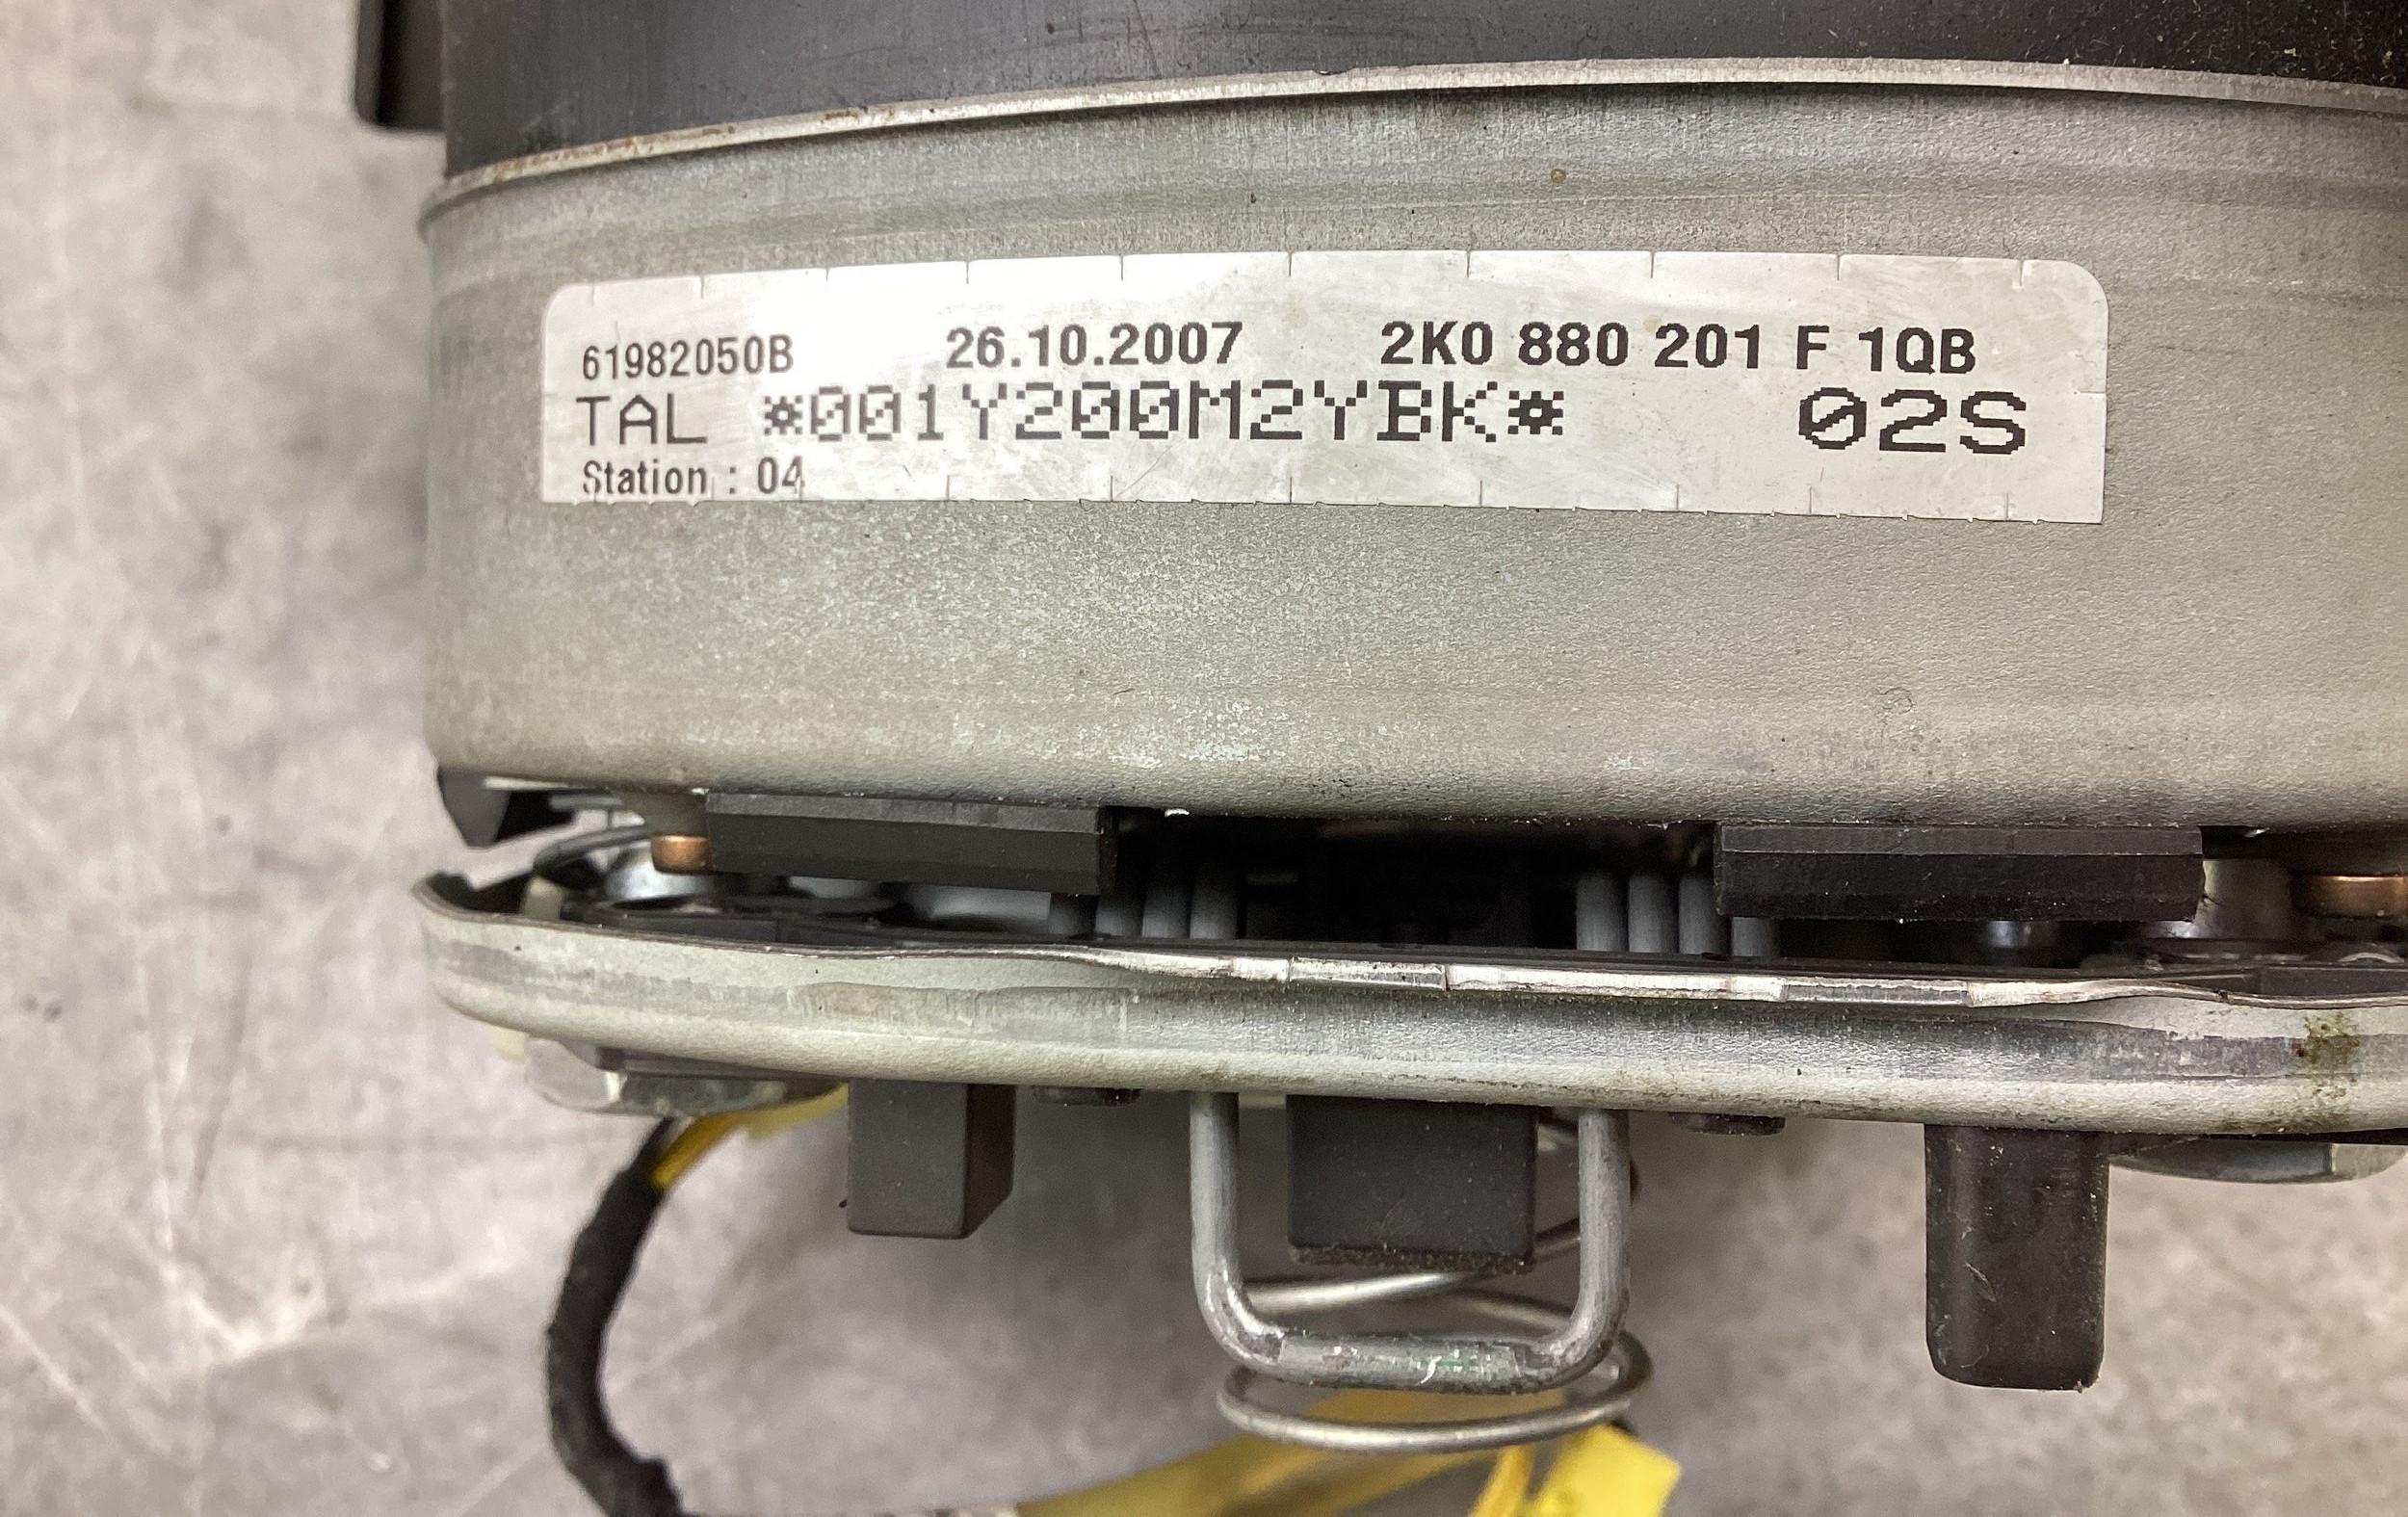 61982050B 26.10.2007 2K0 880 201 F 1QB
TAL *001Y200M2YBK* 02S
Station : 04